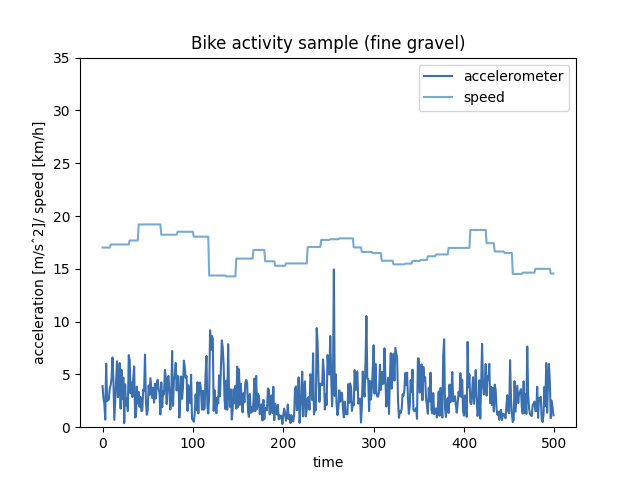 Bike activity sample (fine gravel)
accelerometer
speed
35
30
25
20
15
10
5
0
acceleration [m/s^2]/ speed [km/h]
0 100 200 300 400 500
time